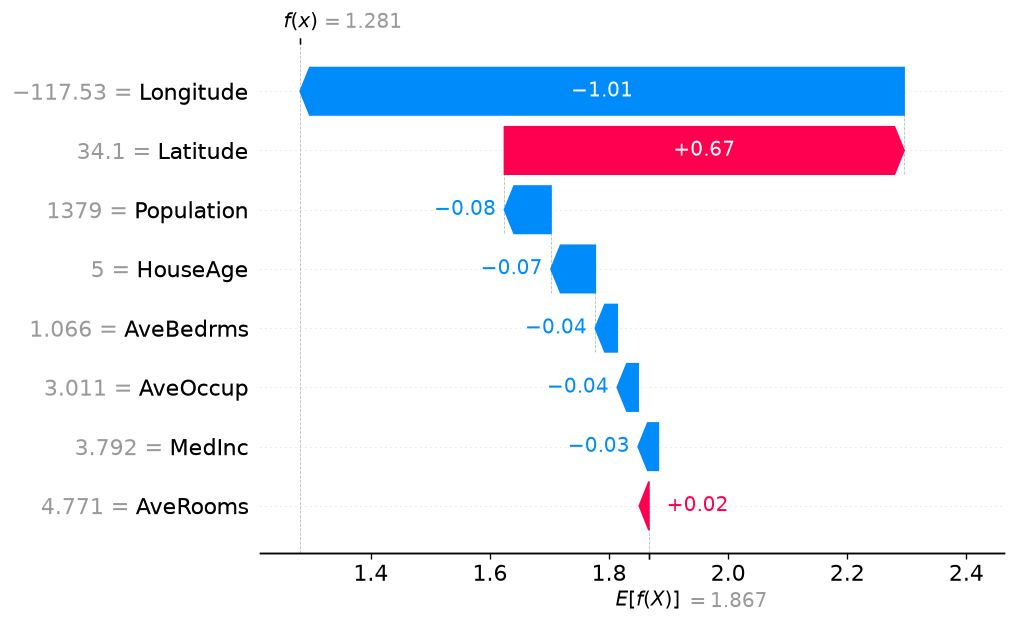 f(x) = 1.281
−117.53 = Longitude
−1.01
34.1 = Latitude
+0.67
1379 = Population
−0.08
5 = HouseAge
−0.07
1.066 = AveBedrms
−0.04
3.011 = AveOccup
−0.04
3.792 = MedInc
−0.03
4.771 = AveRooms
+0.02
1.4 1.6 1.8 2.0 2.2 2.4
E[f(X)] = 1.867